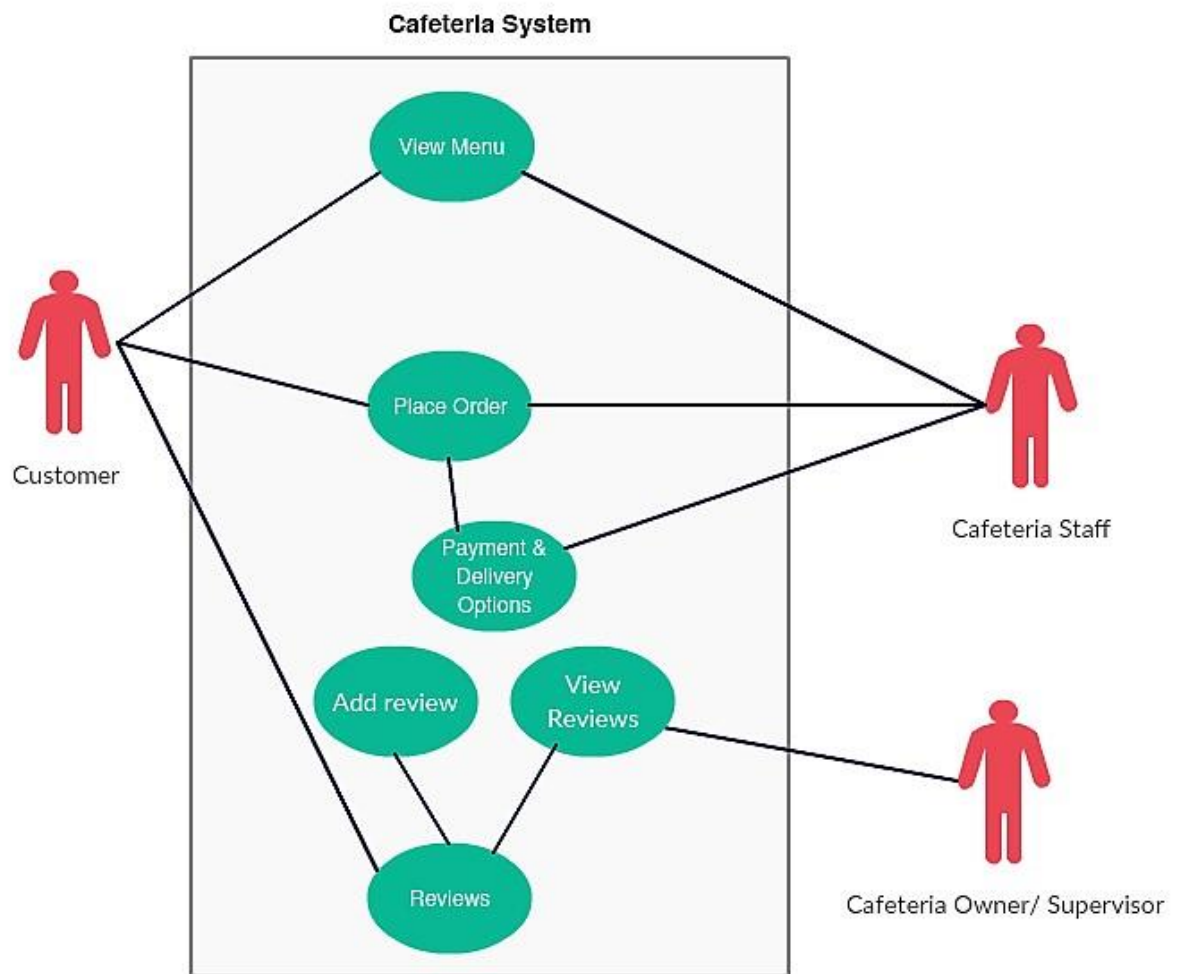 Cafeteria System
View Menu
Place Order
Customer
Cafeteria Staff
Payment &
Delivery
Options
Add review
View
Reviews
Reviews
Cafeteria Owner/ Supervisor